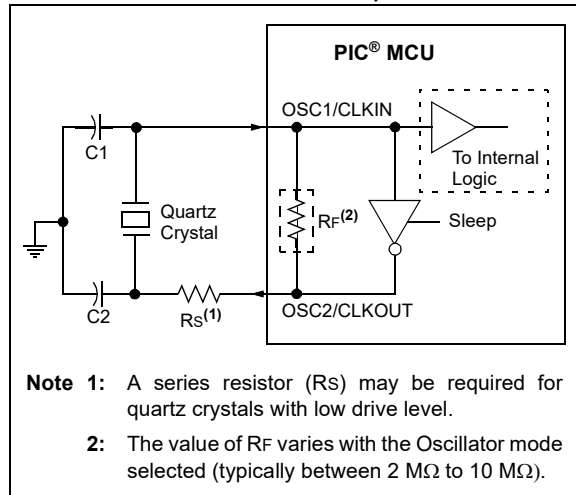 PIC® MCU
OSC1/CLKIN
C1
To Internal
Logic
Quartz
Crystal
RF(2)
Sleep
C2
RS(1)
OSC2/CLKOUT
Note 1: A series resistor (RS) may be required for
quartz crystals with low drive level.
2: The value of RF varies with the Oscillator mode
selected (typically between 2 MΩ to 10 MΩ).